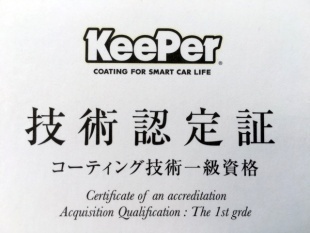 KeePer®
COATING FOR SMART CAR LIFE
技術認定証
コーティング技術一級資格
Certificate of an accreditation
Acquisition Qualification : The 1st grde